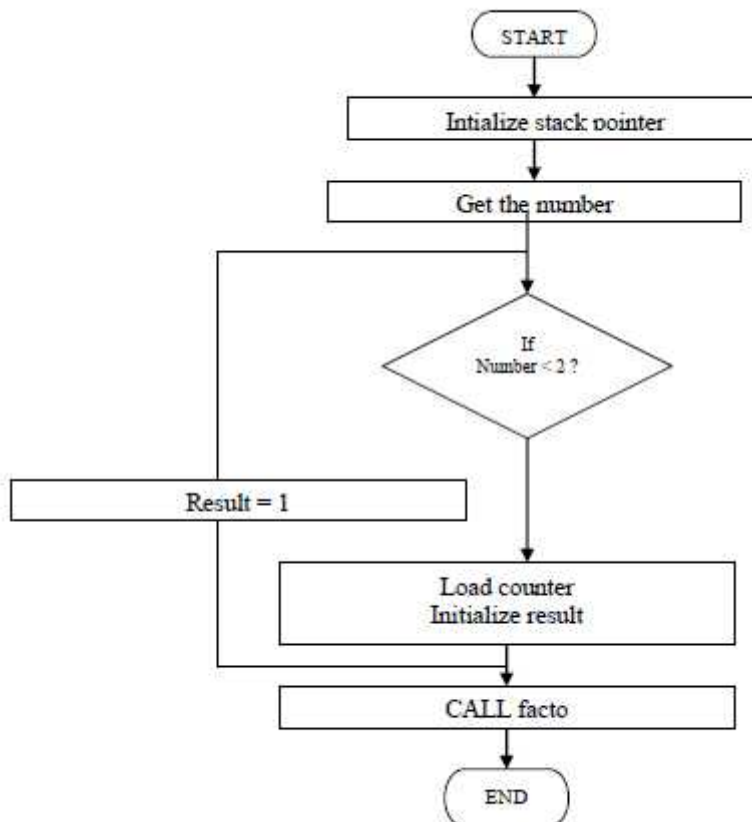 START
Intialize stack pointer
Get the number
If
Number < 2 ?
Result = 1
Load counter
Initialize result
CALL facto
END